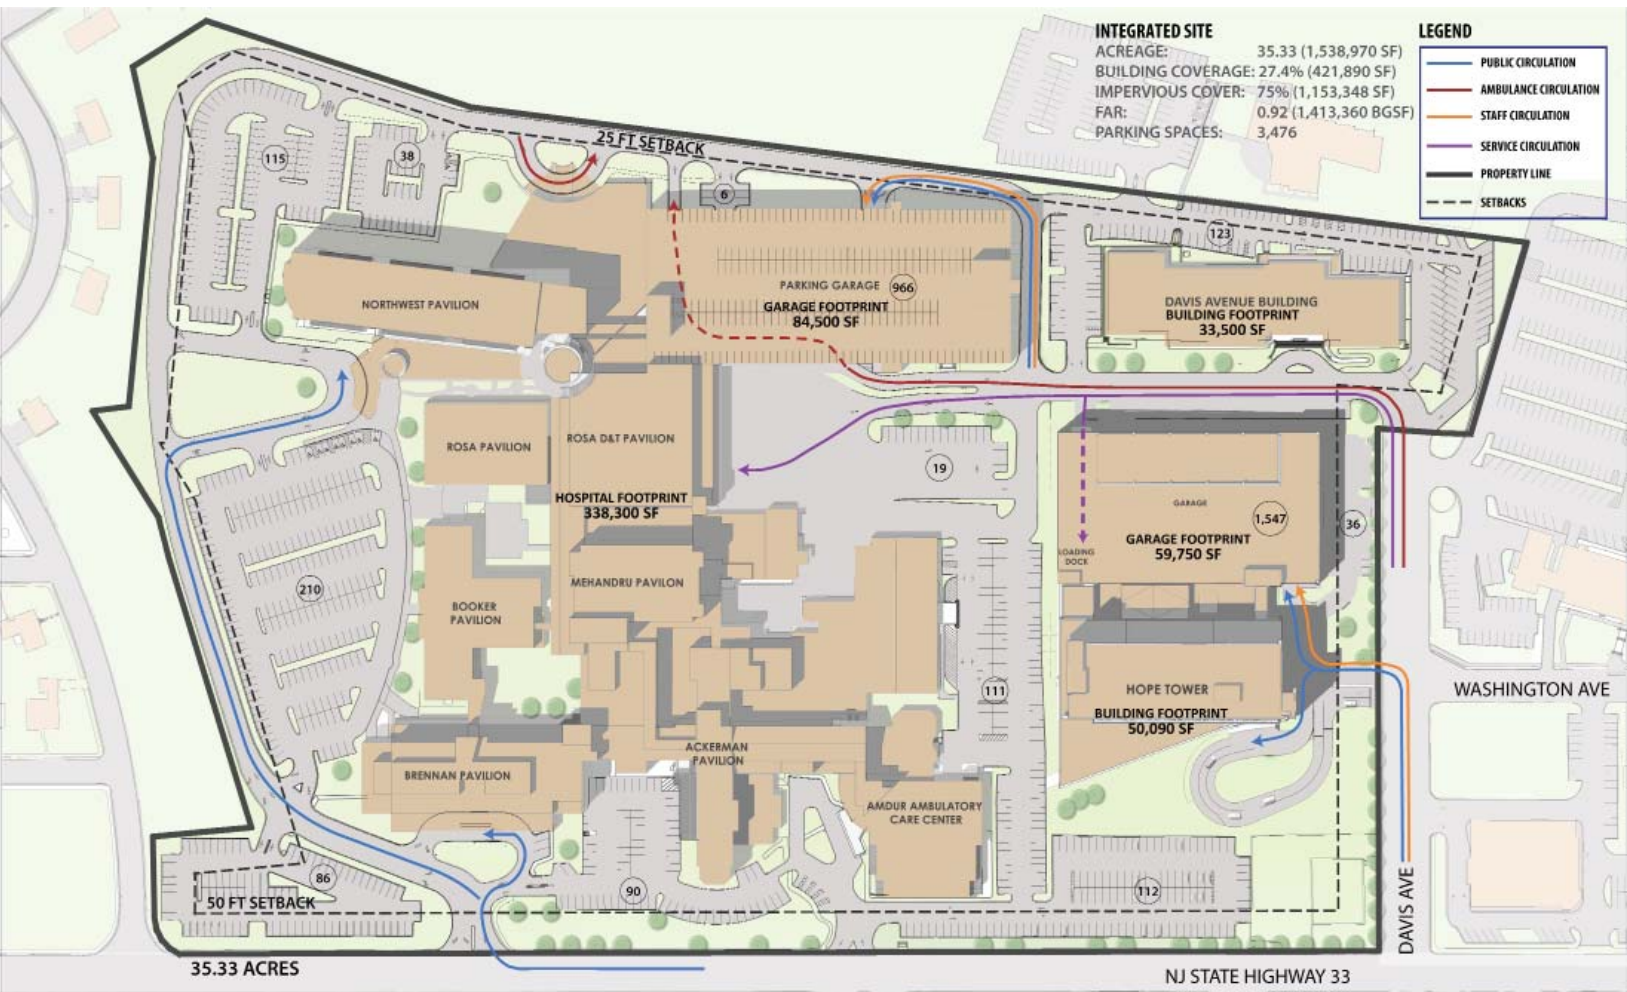 INTEGRATED SITE
ACREAGE: 35.33 (1,538,970 SF)
BUILDING COVERAGE: 27.4% (421,890 SF)
IMPERVIOUS COVER: 75% (1,153,348 SF)
FAR: 0.92 (1,413,360 BGSF)
PARKING SPACES: 3,476
LEGEND
PUBLIC CIRCULATION
AMBULANCE CIRCULATION
STAFF CIRCULATION
SERVICE CIRCULATION
PROPERTY LINE
SETBACKS
25 FT SETBACK
115
38
6
123
NORTHWEST PAVILION
PARKING GARAGE 966
GARAGE FOOTPRINT
84,500 SF
DAVIS AVENUE BUILDING
BUILDING FOOTPRINT
33,500 SF
ROSA PAVILION
ROSA D&T PAVILION
19
HOSPITAL FOOTPRINT
338,300 SF
GARAGE
1,547
36
GARAGE FOOTPRINT
59,750 SF
LOADING
DOCK
210
MEHANDRU PAVILON
BOOKER
PAVILION
111
HOPE TOWER
BUILDING FOOTPRINT
50,090 SF
WASHINGTON AVE
BRENNAN PAVILION
ACKERMAN
PAVILION
AMDUR AMBULATORY
CARE CENTER
86
90
112
50 FT SETBACK
DAVIS AVE
35.33 ACRES
NJ STATE HIGHWAY 33